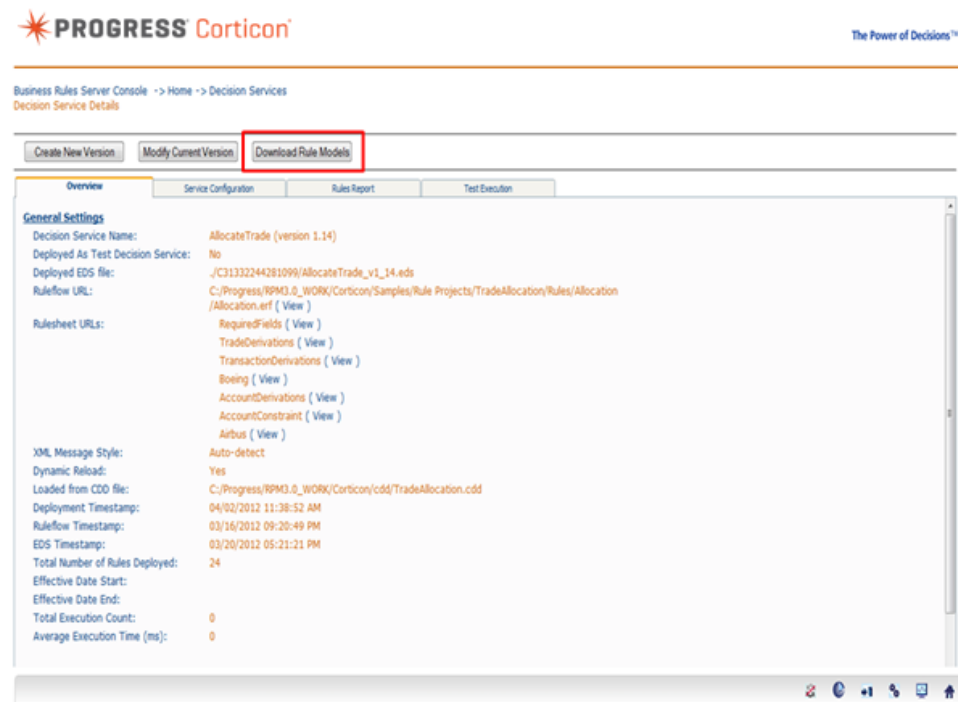 PROGRESS Corticon
The Power of Decisions™
Business Rules Server Console -> Home -> Decision Services
Decision Service Details
Create New Version Modify Current Version Download Rule Models
Overview Service Configuration Rules Report Test Execution
General Settings
Decision Service Name: AllocateTrade (version 1.14)
Deployed As Test Decision Service: No
Deployed EDS file: ./C31332244281099/AllocateTrade_v1_14.eds
Ruleflow URL: C:/Progress/RPM3.0_WORK/Corticon/Samples/Rule Projects/TradeAllocation/Rules/Allocation
/Allocation.erf ( View )
Rulesheet URLs: RequiredFields ( View )
TradeDerivations ( View )
TransactionDerivations ( View )
Boeing ( View )
AccountDerivations ( View )
AccountConstraint ( View )
Airbus ( View )
XML Message Style: Auto-detect
Dynamic Reload: Yes
Loaded from CDD file: C:/Progress/RPM3.0_WORK/Corticon/cdd/TradeAllocation.cdd
Deployment Timestamp: 04/02/2012 11:38:52 AM
Ruleflow Timestamp: 03/16/2012 09:20:49 PM
EDS Timestamp: 03/20/2012 05:21:21 PM
Total Number of Rules Deployed: 24
Effective Date Start:
Effective Date End:
Total Execution Count: 0
Average Execution Time (ms): 0